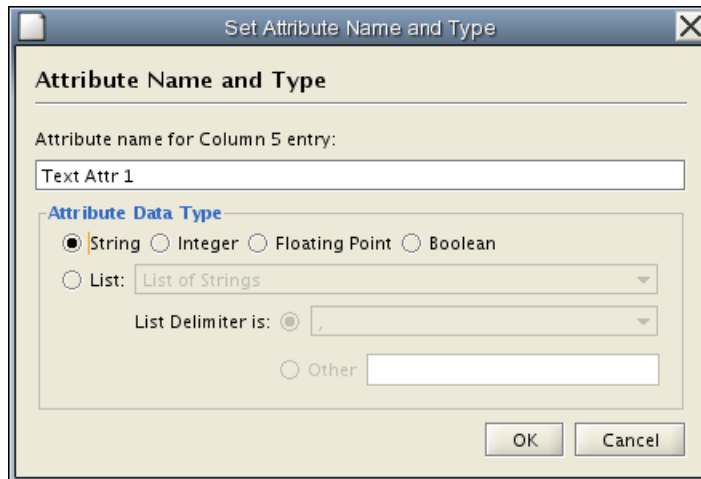 Set Attribute Name and Type
Attribute Name and Type
Attribute name for Column 5 entry:
Text Attr 1
Attribute Data Type
String Integer Floating Point Boolean
List: List of Strings
List Delimiter is: ,
Other
OK Cancel